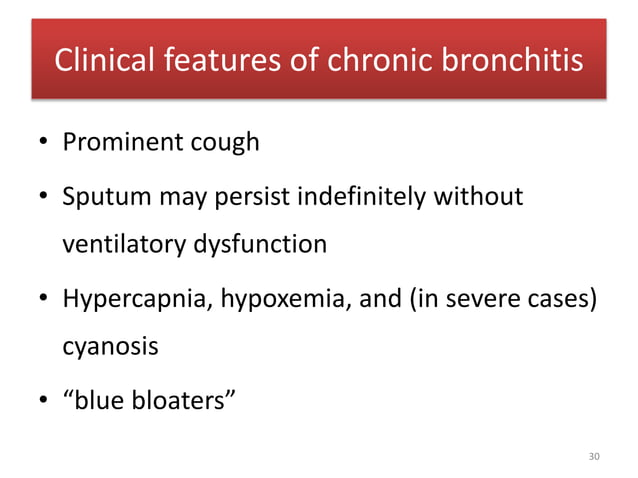 Clinical features of chronic bronchitis
• Prominent cough
• Sputum may persist indefinitely without
ventilatory dysfunction
• Hypercapnia, hypoxemia, and (in severe cases)
cyanosis
• “blue bloaters”
30